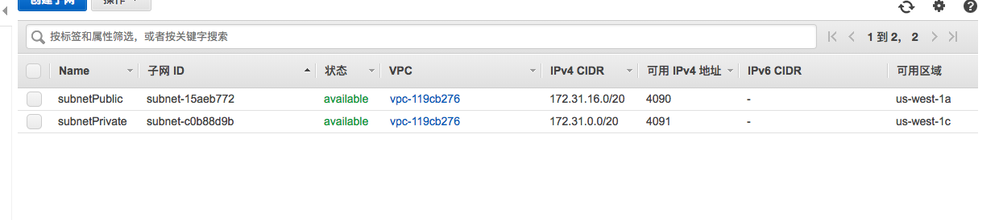 创建子网 操作
按标签和属性筛选，或者按关键字搜索 1 到 2， 2
Name 子网 ID 状态 VPC IPv4 CIDR 可用 IPv4 地址 IPv6 CIDR 可用区域
subnetPublic subnet-15aeb772 available vpc-119cb276 172.31.16.0/20 4090 - us-west-1a
subnetPrivate subnet-c0b88d9b available vpc-119cb276 172.31.0.0/20 4091 - us-west-1c